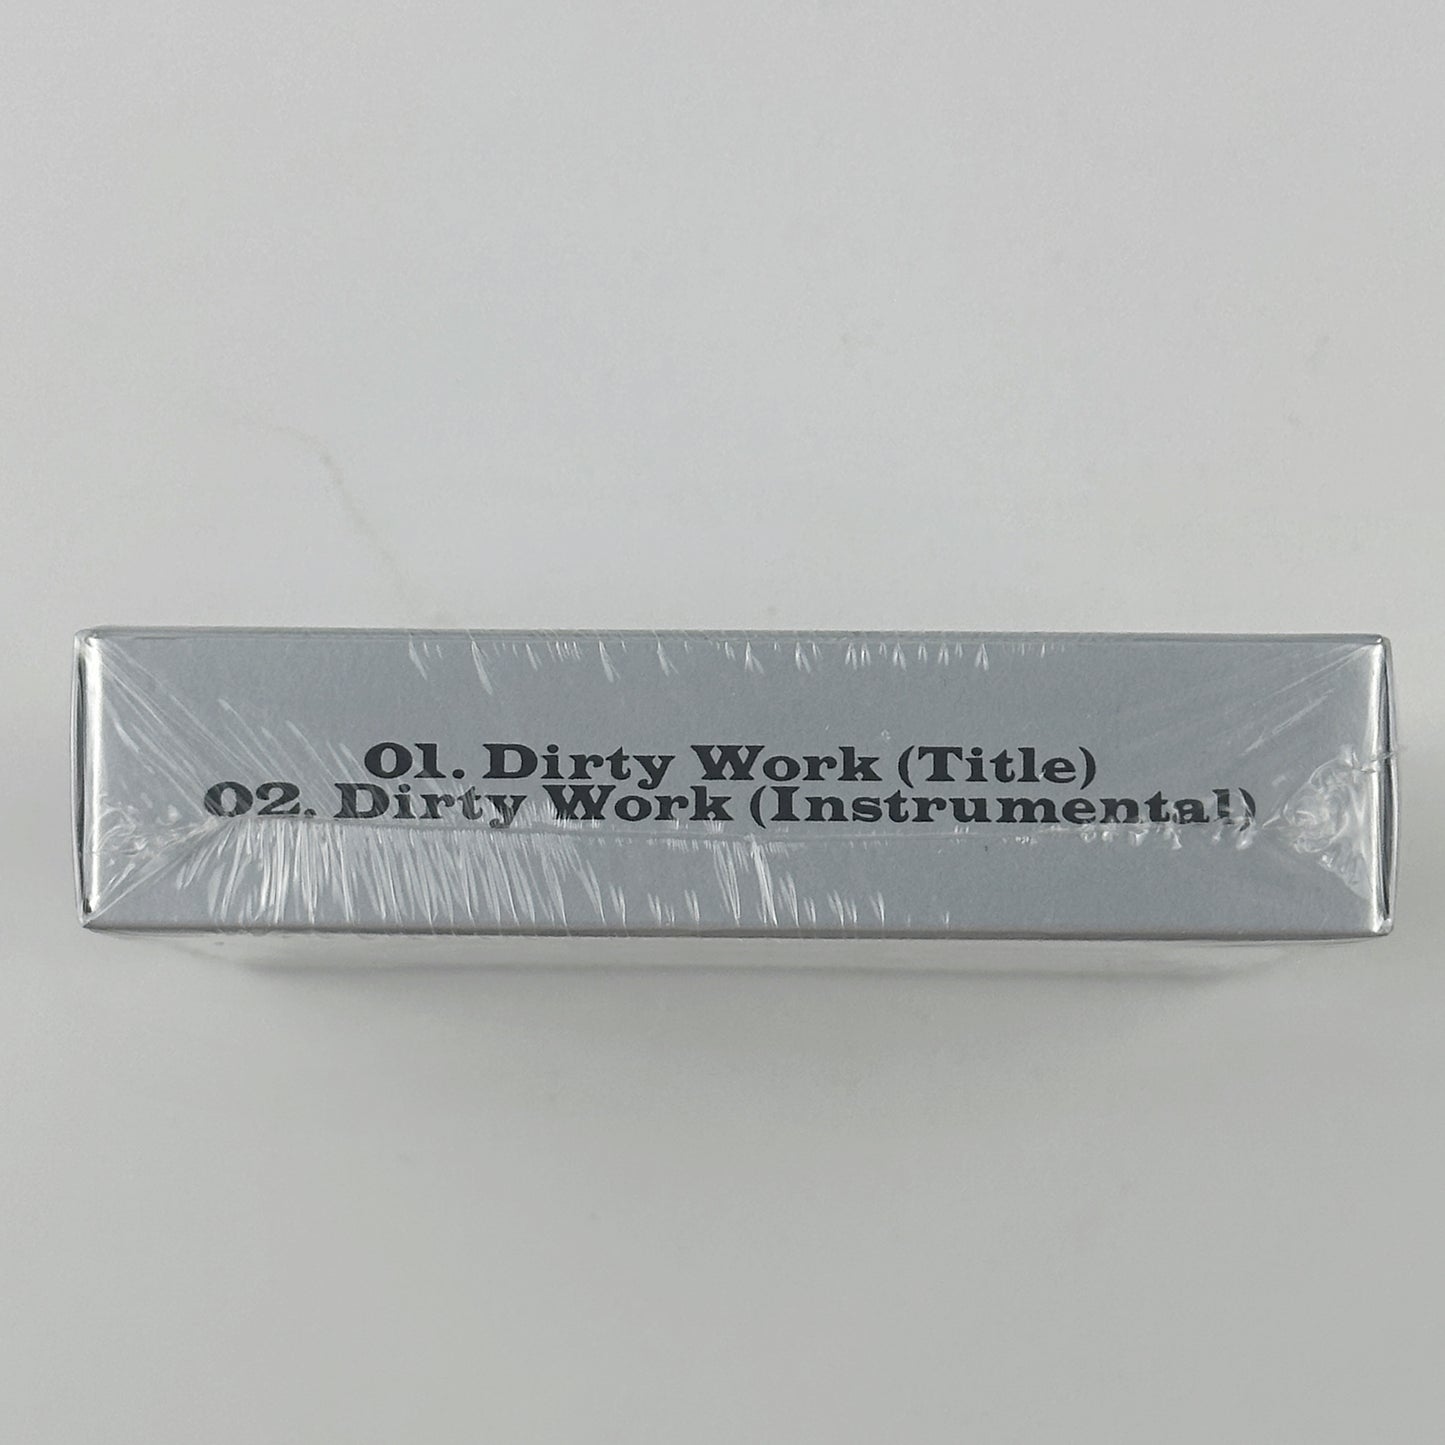 01. Dirty Work (Title)
02. Dirty Work (Instrumental)